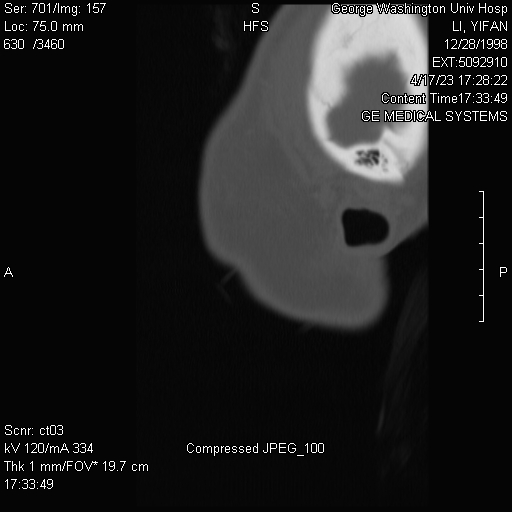 Ser: 701/Img: 157
Loc: 75.0 mm
630 /3460
S
HFS
George Washington Univ Hosp
LI, YIFAN
12/28/1998
EXT:5092910
4/17/23 17:28:22
Content Time17:33:49
GE MEDICAL SYSTEMS
A
P
Scnr: ct03
kV 120/mA 334
Thk 1 mm/FOV* 19.7 cm
17:33:49
Compressed JPEG_100